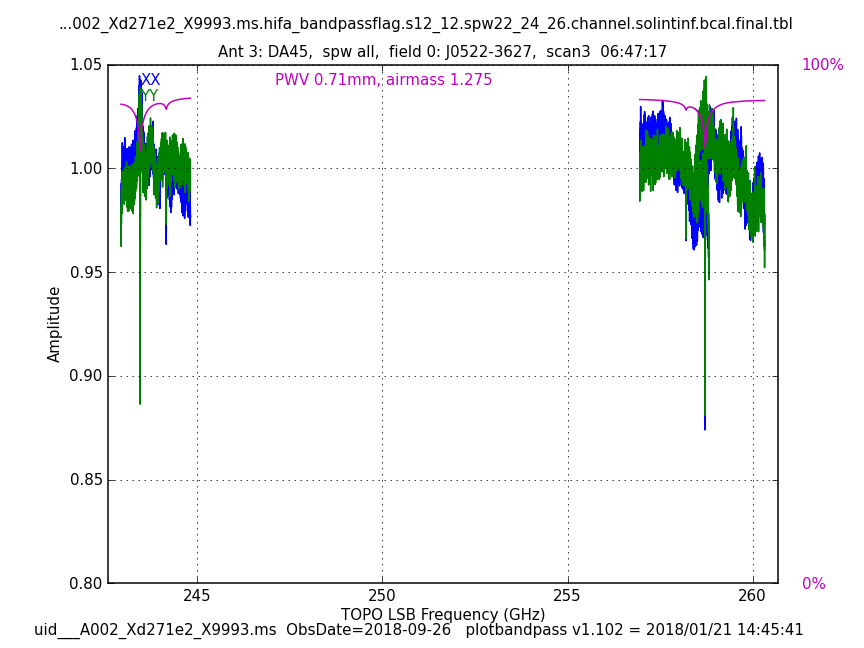 ...002_Xd271e2_X9993.ms.hifa_bandpassflag.s12_12.spw22_24_26.channel.solintinf.bcal.final.tbl
Ant 3: DA45,  spw all,  field 0: J0522-3627,  scan3  06:47:17
1.05
100%
XX
PWV 0.71mm, airmass 1.275
YY
1.00
0.95
Amplitude
0.90
0.85
0.80
0%
245
250
255
260
TOPO LSB Frequency (GHz)
uid___A002_Xd271e2_X9993.ms  ObsDate=2018-09-26   plotbandpass v1.102 = 2018/01/21 14:45:41